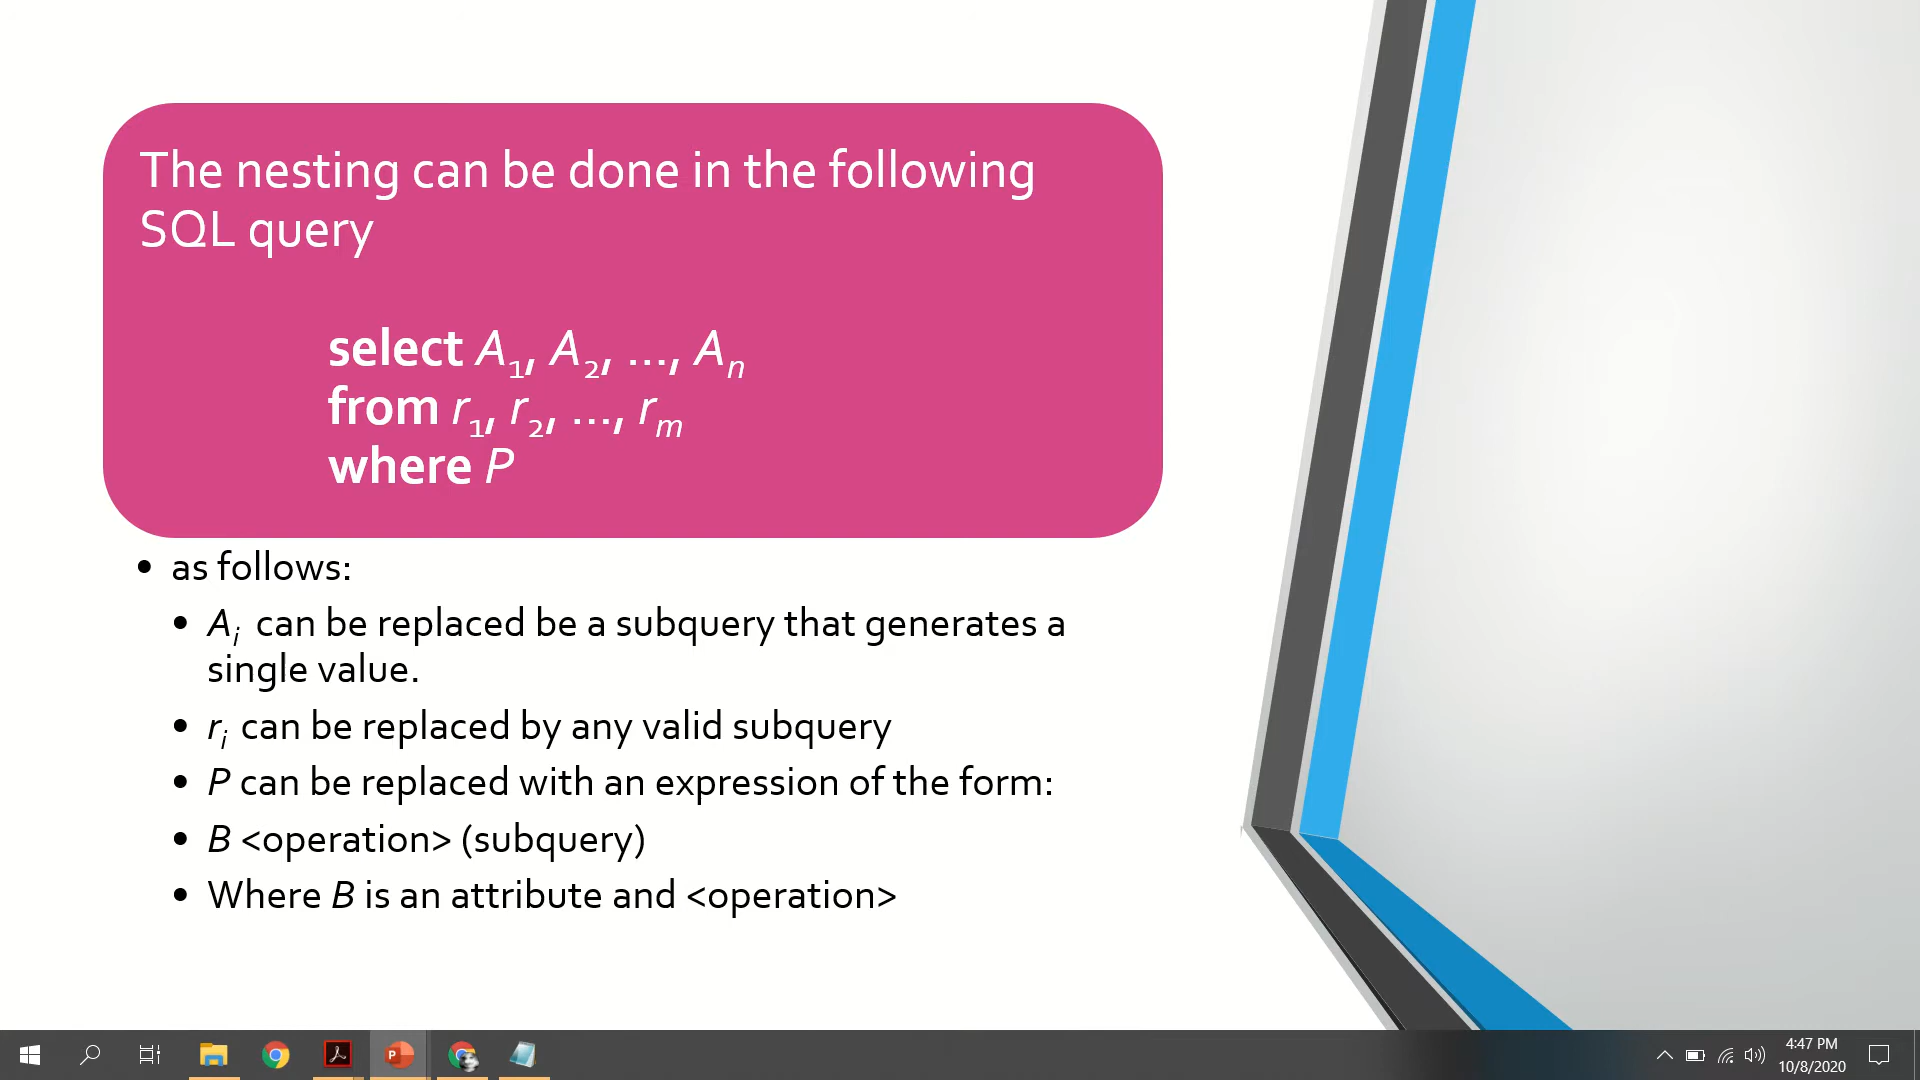 The nesting can be done in the following
SQL query
select A1, A2, ..., An
from r1, r2, ..., rm
where P
• as follows:
• Ai can be replaced be a subquery that generates a
single value.
• ri can be replaced by any valid subquery
• P can be replaced with an expression of the form:
• B <operation> (subquery)
• Where B is an attribute and <operation>
4:47 PM
10/8/2020